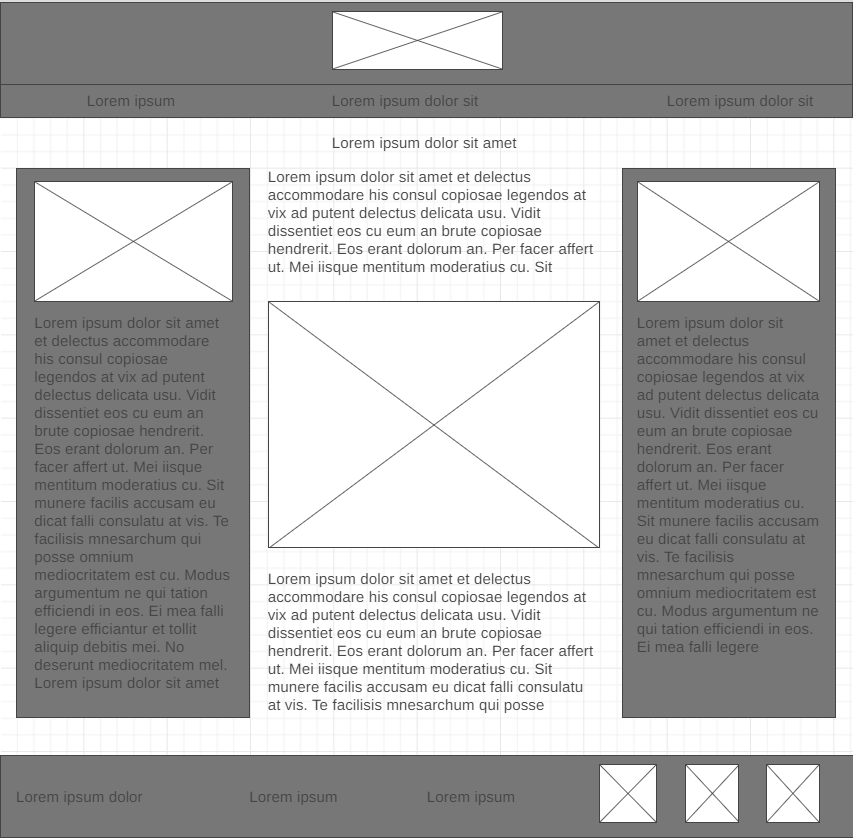 Lorem ipsum
Lorem ipsum dolor sit
Lorem ipsum dolor sit
Lorem ipsum dolor sit amet
Lorem ipsum dolor sit amet
et delectus accommodare
his consul copiosae
legendos at vix ad putent
delectus delicata usu. Vidit
dissentiet eos cu eum an
brute copiosae hendrerit.
Eos erant dolorum an. Per
facer affert ut. Mei iisque
mentitum moderatius cu. Sit
munere facilis accusam eu
dicat falli consulatu at vis. Te
facilisis mnesarchum qui
posse omnium
mediocritatem est cu. Modus
argumentum ne qui tation
efficiendi in eos. Ei mea falli
legere efficiantur et tollit
aliquip debitis mei. No
deserunt mediocritatem mel.
Lorem ipsum dolor sit amet
Lorem ipsum dolor sit amet et delectus
accommodare his consul copiosae legendos at
vix ad putent delectus delicata usu. Vidit
dissentiet eos cu eum an brute copiosae
hendrerit. Eos erant dolorum an. Per facer affert
ut. Mei iisque mentitum moderatius cu. Sit
Lorem ipsum dolor sit amet et delectus
accommodare his consul copiosae legendos at
vix ad putent delectus delicata usu. Vidit
dissentiet eos cu eum an brute copiosae
hendrerit. Eos erant dolorum an. Per facer affert
ut. Mei iisque mentitum moderatius cu. Sit
munere facilis accusam eu dicat falli consulatu
at vis. Te facilisis mnesarchum qui posse
Lorem ipsum dolor sit
amet et delectus
accommodare his consul
copiosae legendos at vix
ad putent delectus delicata
usu. Vidit dissentiet eos cu
eum an brute copiosae
hendrerit. Eos erant
dolorum an. Per facer
affert ut. Mei iisque
mentitum moderatius cu.
Sit munere facilis accusam
eu dicat falli consulatu at
vis. Te facilisis
mnesarchum qui posse
omnium mediocritatem est
cu. Modus argumentum ne
qui tation efficiendi in eos.
Ei mea falli legere
Lorem ipsum dolor
Lorem ipsum
Lorem ipsum